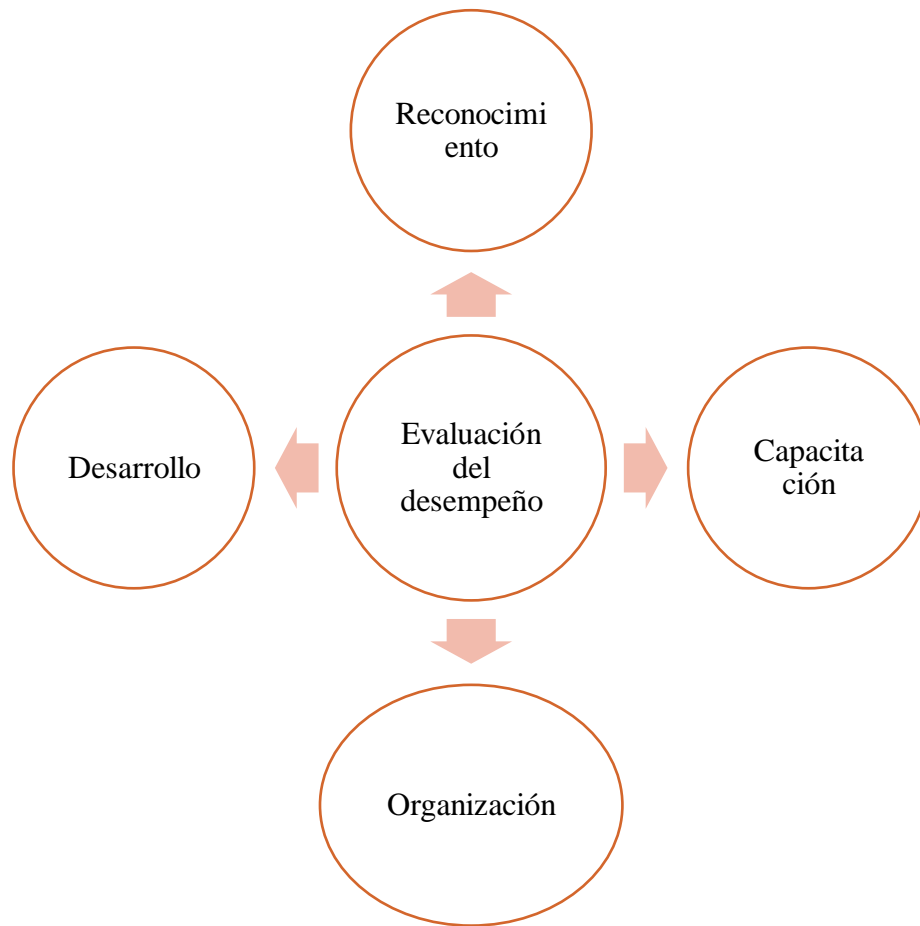 Reconocimi
ento
Desarrollo
Evaluación
del
desempeño
Capacita
ción
Organización